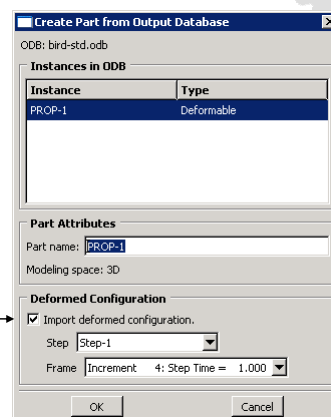 Create Part from Output Database
ODB: bird-std.odb
Instances in ODB
Instance Type
PROP-1 Deformable
Part Attributes
Part name: PROP-1
Modeling space: 3D
Deformed Configuration
Import deformed configuration.
Step Step-1
Frame Increment 4: Step Time = 1.000
OK Cancel